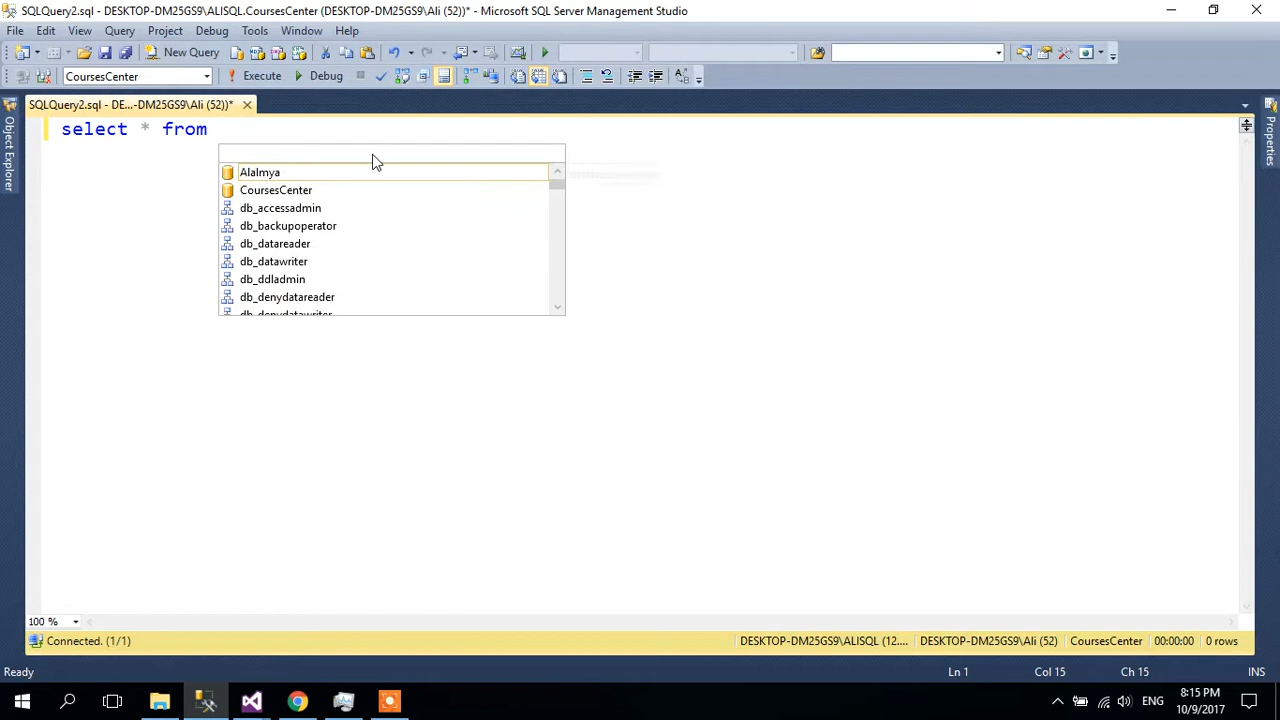 SQLQuery2.sql - DESKTOP-DM25GS9\ALISQL.CoursesCenter (DESKTOP-DM25GS9\Ali (52))* - Microsoft SQL Server Management Studio
File Edit View Query Project Debug Tools Window Help
New Query
CoursesCenter Execute Debug
SQLQuery2.sql - DE...-DM25GS9\Ali (52))*
Object Explorer
Properties
select * from
Alalmya
CoursesCenter
db_accessadmin
db_backupoperator
db_datareader
db_datawriter
db_ddladmin
db_denydatareader
db_denydatawriter
100 %
Connected. (1/1) DESKTOP-DM25GS9\ALISQL (12.... DESKTOP-DM25GS9\Ali (52) CoursesCenter 00:00:00 0 rows
Ready Ln 1 Col 15 Ch 15 INS
ENG
8:15 PM
10/9/2017